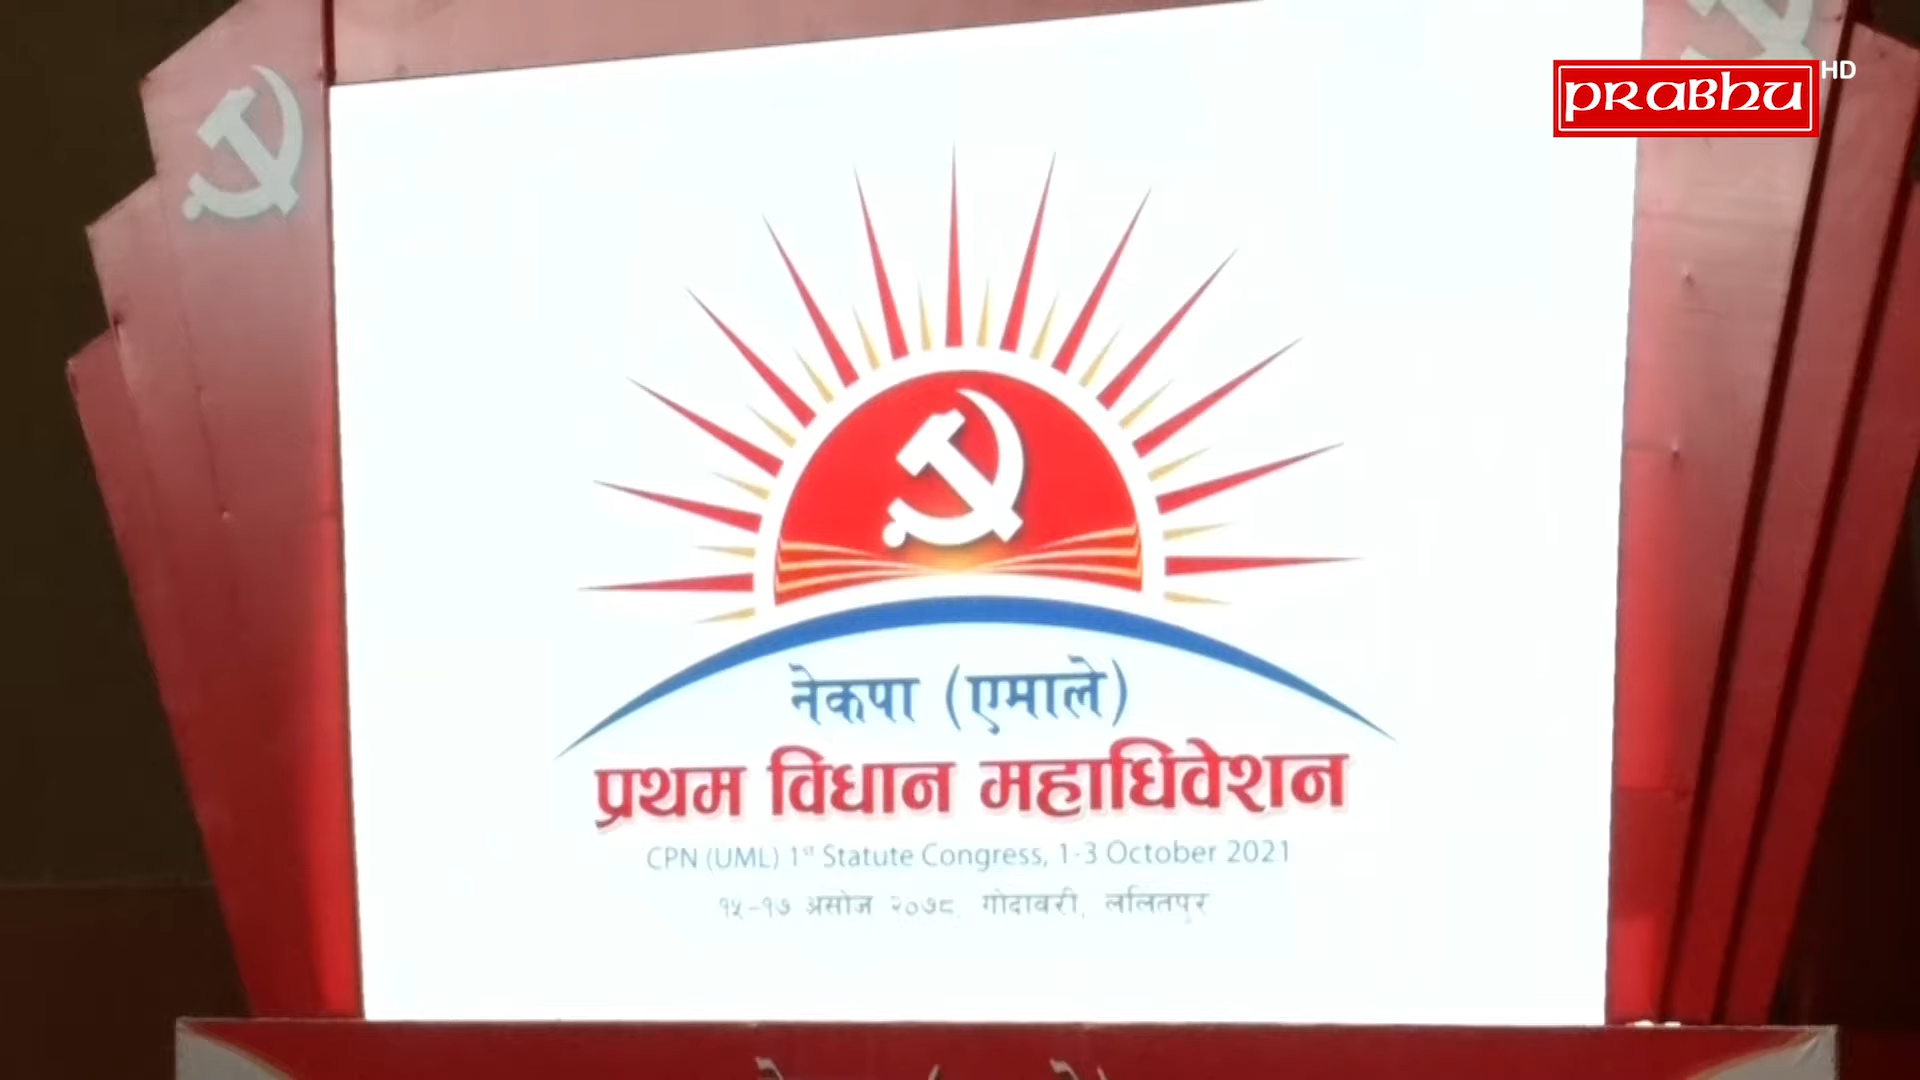 PRABHU HD
नेकपा (एमाले)
प्रथम विधान महाधिवेशन
CPN (UML) 1st Statute Congress, 1-3 October 2021
१५-१७ असोज २०७८, गोदावरी, ललितपुर